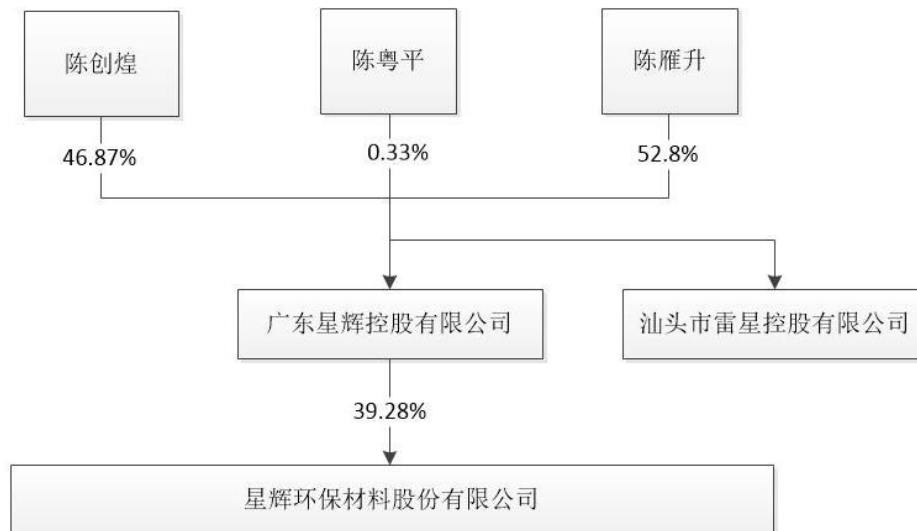 陈创煌
陈粤平
陈雁升
46.87%
0.33%
52.8%
广东星辉控股有限公司
汕头市雷星控股有限公司
39.28%
星辉环保材料股份有限公司